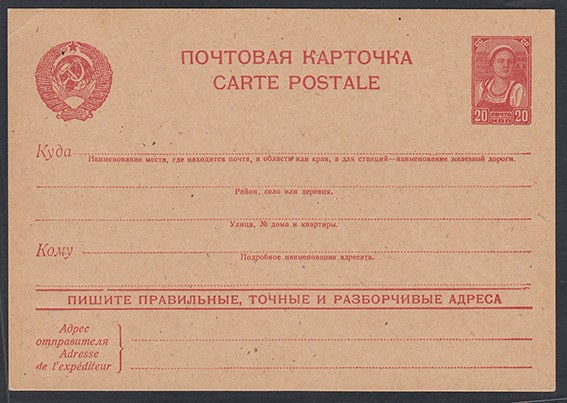 ПОЧТОВАЯ КАРТОЧКА
CARTE POSTALE
20 ПОЧТА 20
КОП
Куда
Наименование места, где находится почта, и области или края, а для станций—наименование железной дороги.
Район, село или деревня.
Улица, № дома и квартиры.
Кому
Подробное наименование адресата.
ПИШИТЕ ПРАВИЛЬНЫЕ, ТОЧНЫЕ И РАЗБОРЧИВЫЕ АДРЕСА
Адрес
отправителя
Adresse
de l'expéditeur